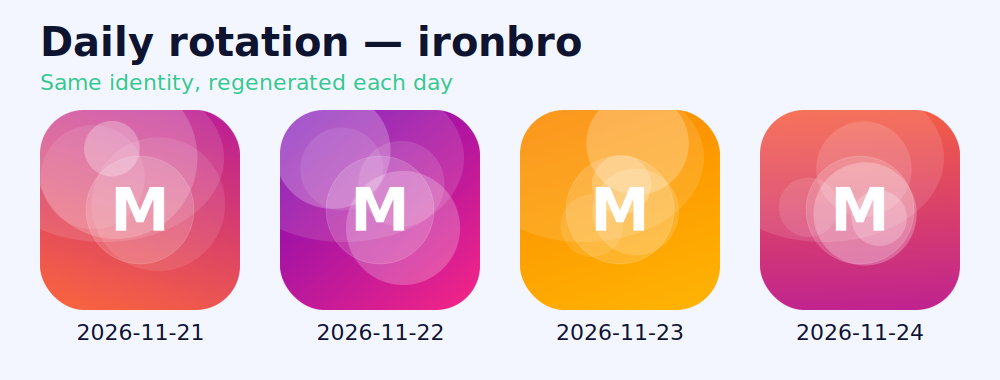 Daily rotation — ironbro
Same identity, regenerated each day
M M M M
2026-11-21 2026-11-22 2026-11-23 2026-11-24